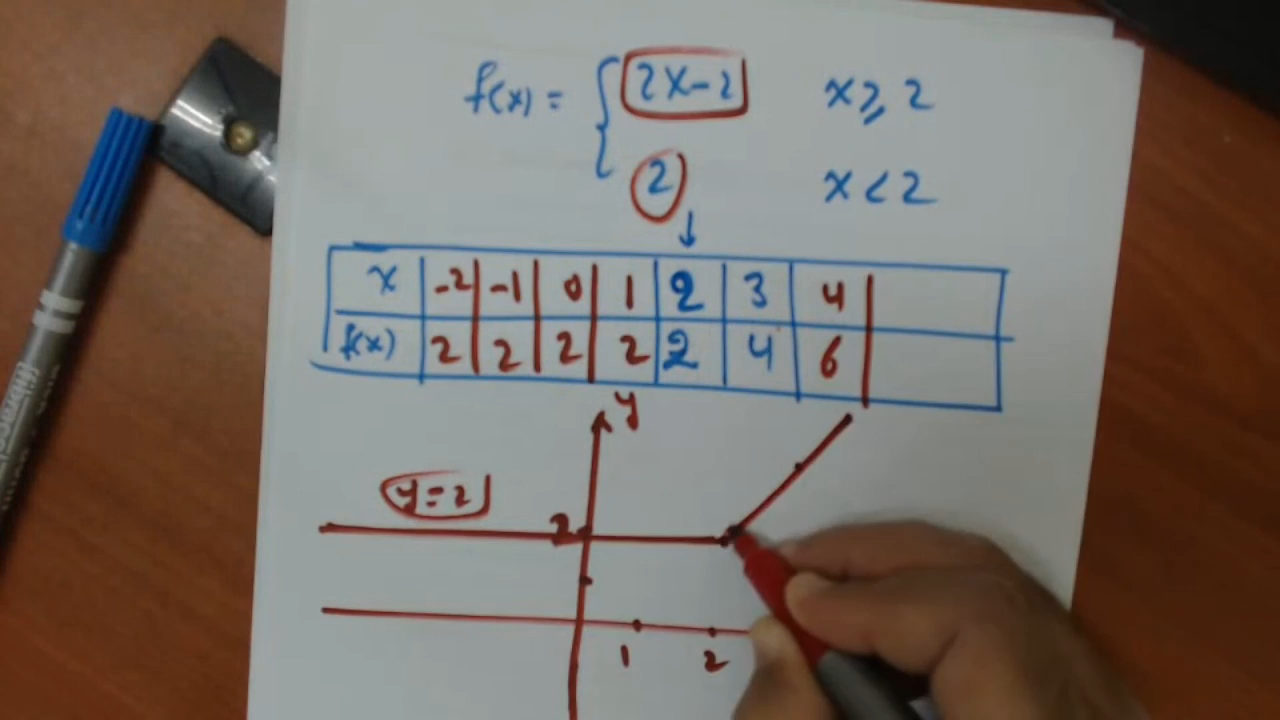 f(x) = { 2x-2 x ⩾ 2
2 x < 2
↓
x -2 -1 0 1 2 3 4
f(x) 2 2 2 2 2 4 6
y
y = 2
2
1 2